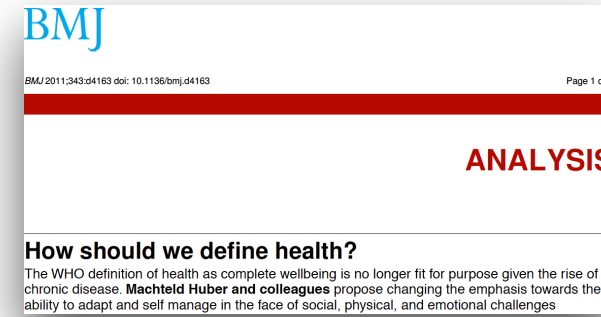 BMJ
BMJ 2011;343:d4163 doi: 10.1136/bmj.d4163 Page 1 o
ANALYSIS
How should we define health?
The WHO definition of health as complete wellbeing is no longer fit for purpose given the rise of
chronic disease. Machteld Huber and colleagues propose changing the emphasis towards the
ability to adapt and self manage in the face of social, physical, and emotional challenges